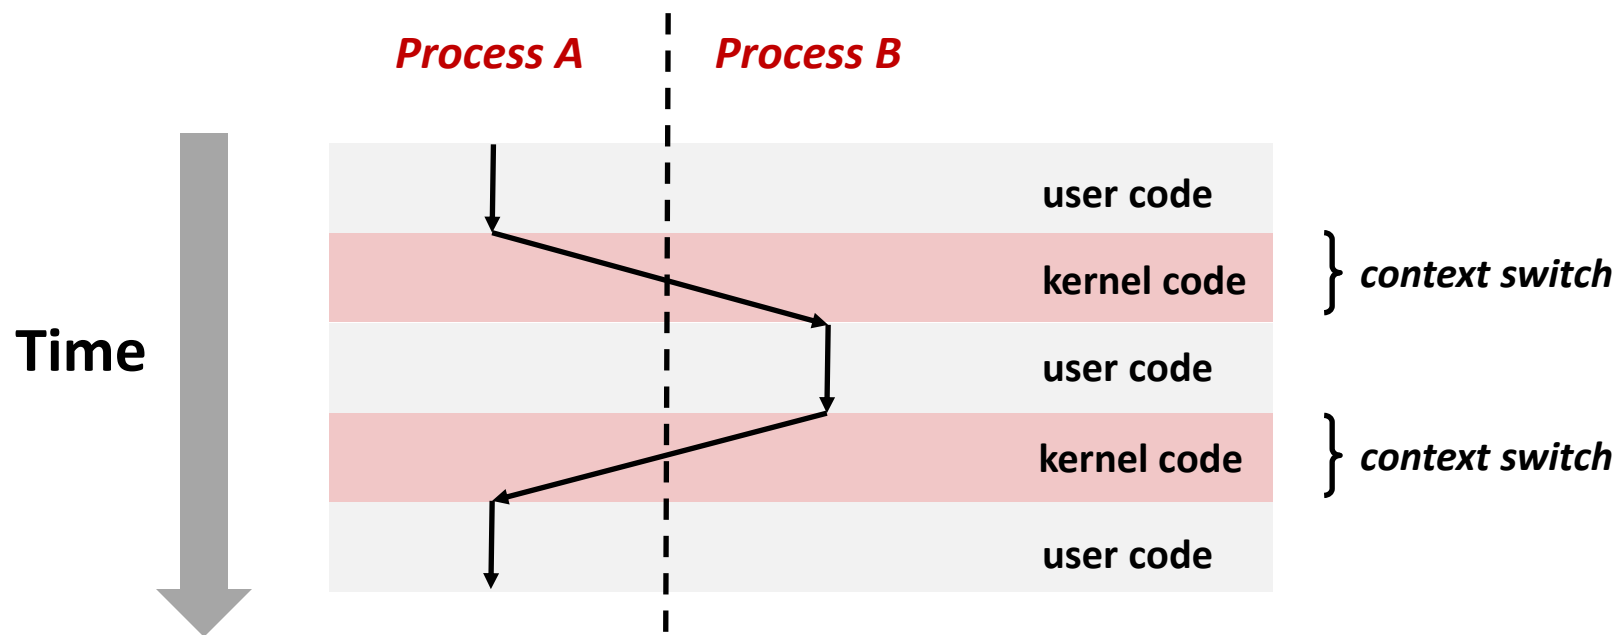 Process A
Process B
user code
kernel code
context switch
Time
user code
kernel code
context switch
user code